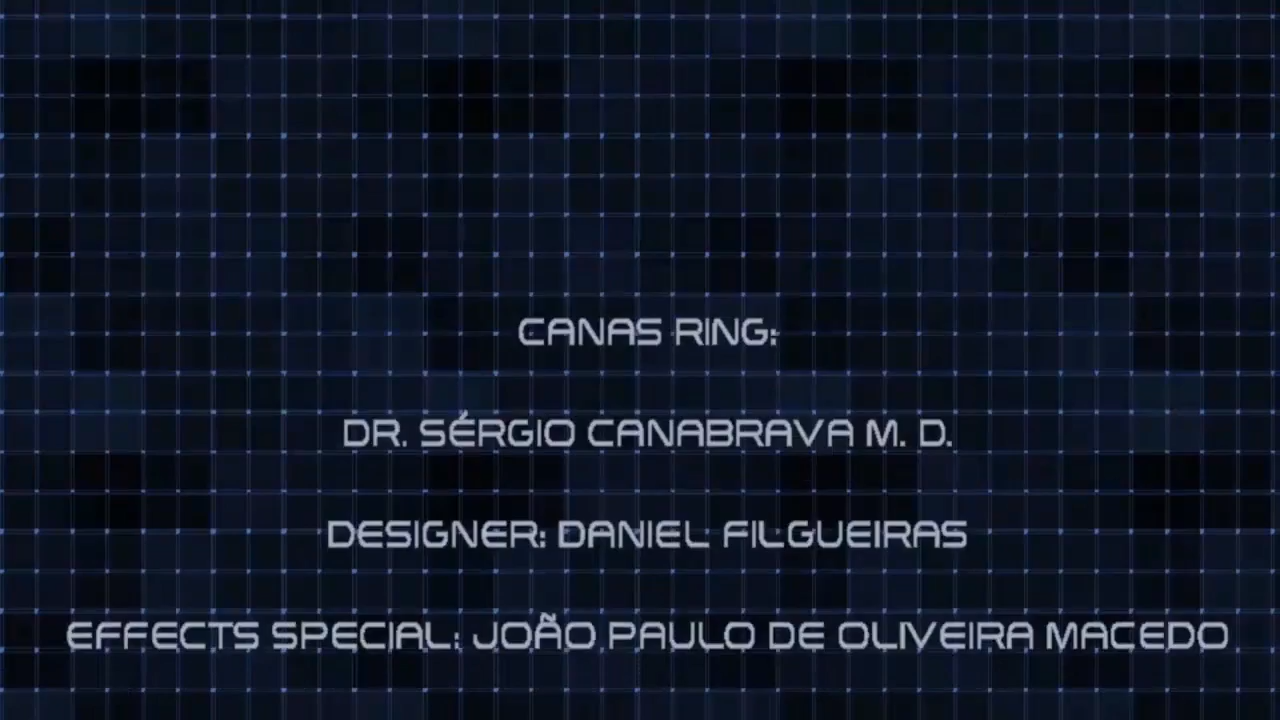 CANAS RING:
DR. SÉRGIO CANABRAVA M. D.
DESIGNER: DANIEL FILGUEIRAS
EFFECTS SPECIAL: JOÃO PAULO DE OLIVEIRA MACEDO